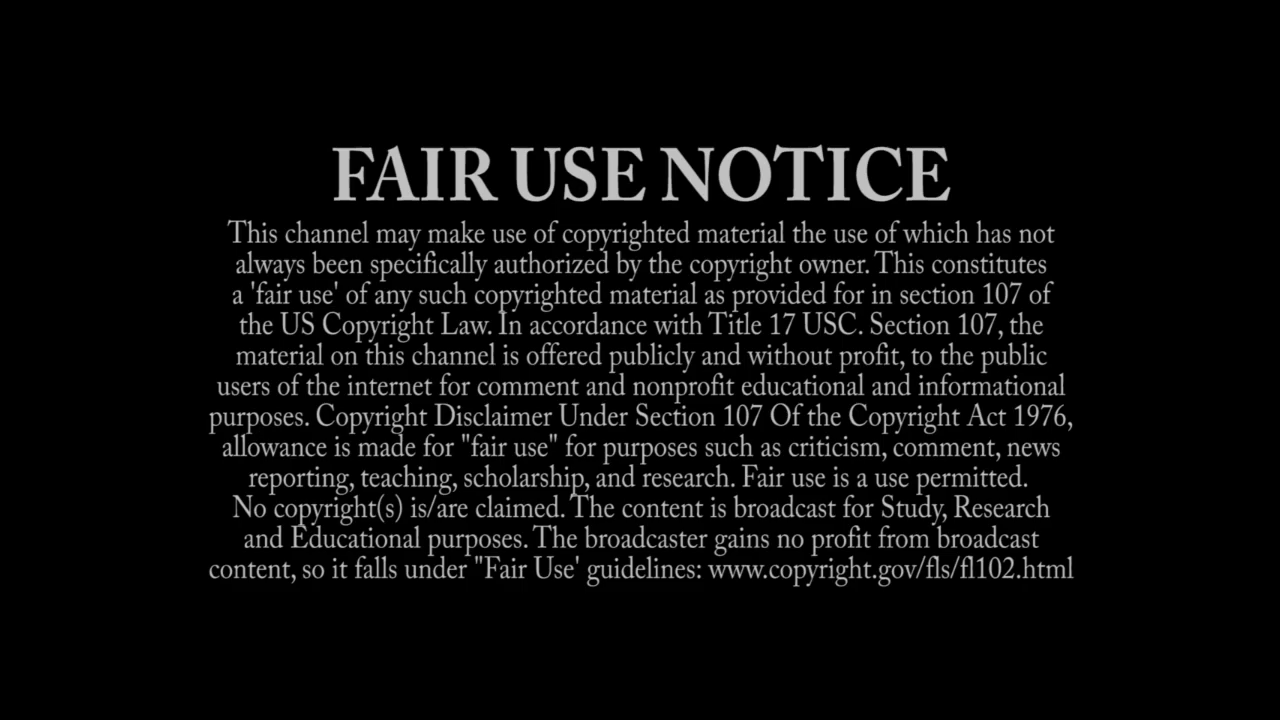 FAIR USE NOTICE
This channel may make use of copyrighted material the use of which has not
always been specifically authorized by the copyright owner. This constitutes
a 'fair use' of any such copyrighted material as provided for in section 107 of
the US Copyright Law. In accordance with Title 17 USC. Section 107, the
material on this channel is offered publicly and without profit, to the public
users of the internet for comment and nonprofit educational and informational
purposes. Copyright Disclaimer Under Section 107 Of the Copyright Act 1976,
allowance is made for "fair use" for purposes such as criticism, comment, news
reporting, teaching, scholarship, and research. Fair use is a use permitted.
No copyright(s) is/are claimed. The content is broadcast for Study, Research
and Educational purposes. The broadcaster gains no profit from broadcast
content, so it falls under "Fair Use' guidelines: www.copyright.gov/fls/fl102.html